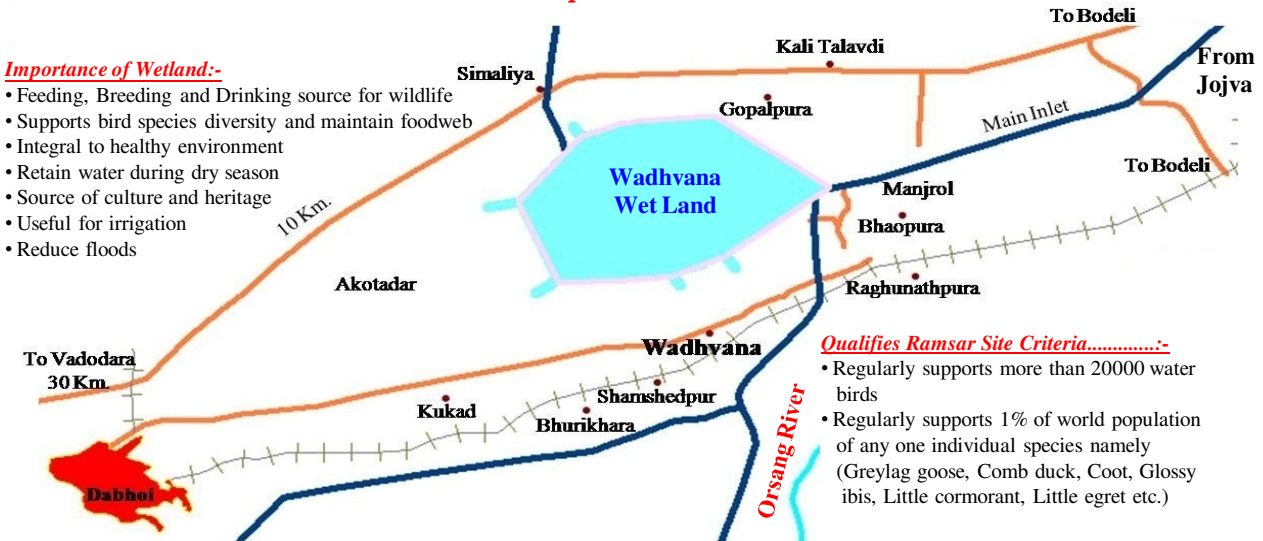 To Bodeli
Kali Talavdi
From
Jojva
Importance of Wetland:-
Simaliya
• Feeding, Breeding and Drinking source for wildlife
• Supports bird species diversity and maintain foodweb
• Integral to healthy environment
• Retain water during dry season
• Source of culture and heritage
• Useful for irrigation
• Reduce floods
Gopalpura
Main Inlet
To Bodeli
Wadhvana
Wet Land
Manjrol
Bhaopura
10 Km.
Akotadar
Raghunathpura
Wadhvana
To Vadodara
30 Km.
Shamshedpur
Kukad
Bhurikhara
Orsang River
Dabhoi
Qualifies Ramsar Site Criteria.............:-
• Regularly supports more than 20000 water
birds
• Regularly supports 1% of world population
of any one individual species namely
(Greylag goose, Comb duck, Coot, Glossy
ibis, Little cormorant, Little egret etc.)